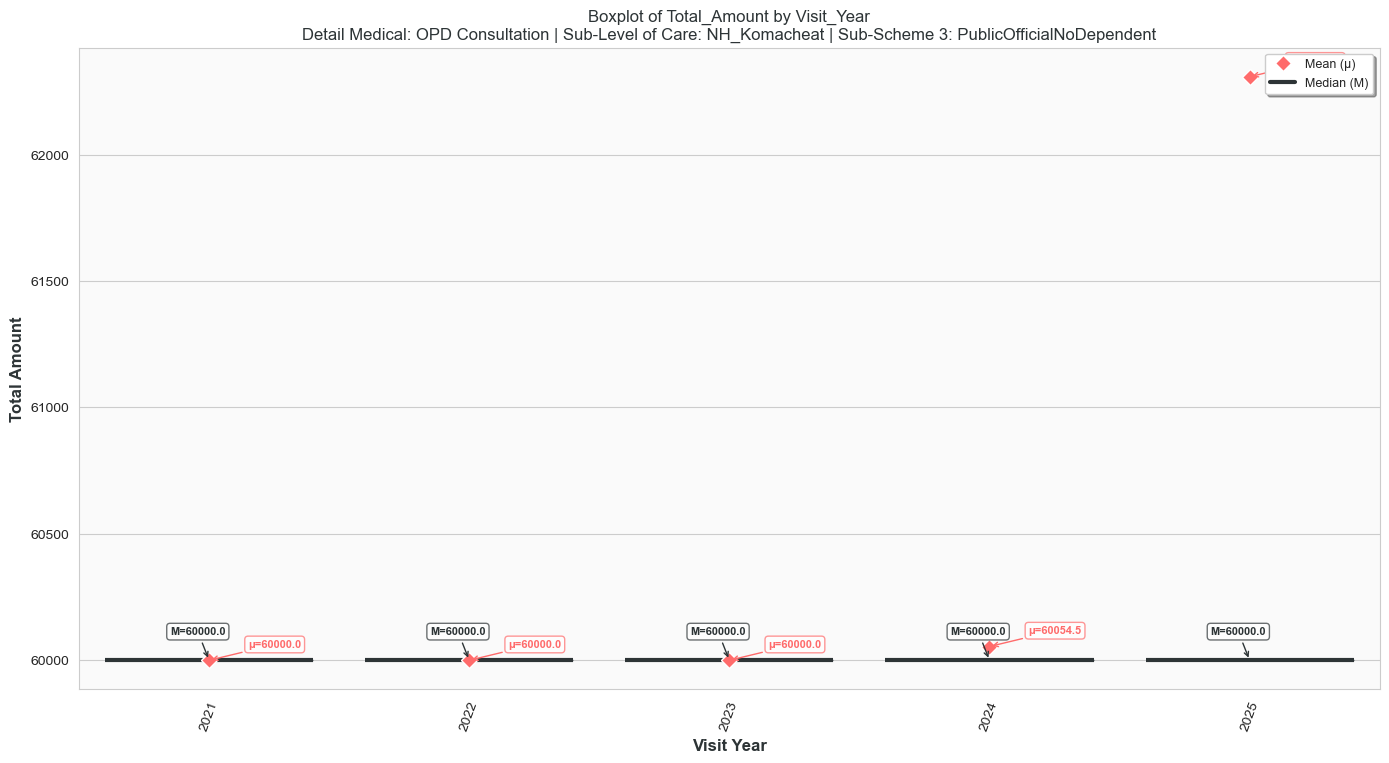 Boxplot of Total_Amount by Visit_Year
Detail Medical: OPD Consultation | Sub-Level of Care: NH_Komacheat | Sub-Scheme 3: PublicOfficialNoDependent
Mean (μ)
Median (M)
Total Amount
62000
61500
61000
60500
60000
M=60000.0
μ=60000.0
M=60000.0
μ=60000.0
M=60000.0
μ=60000.0
M=60000.0
μ=60054.5
M=60000.0
2021
2022
2023
2024
2025
Visit Year